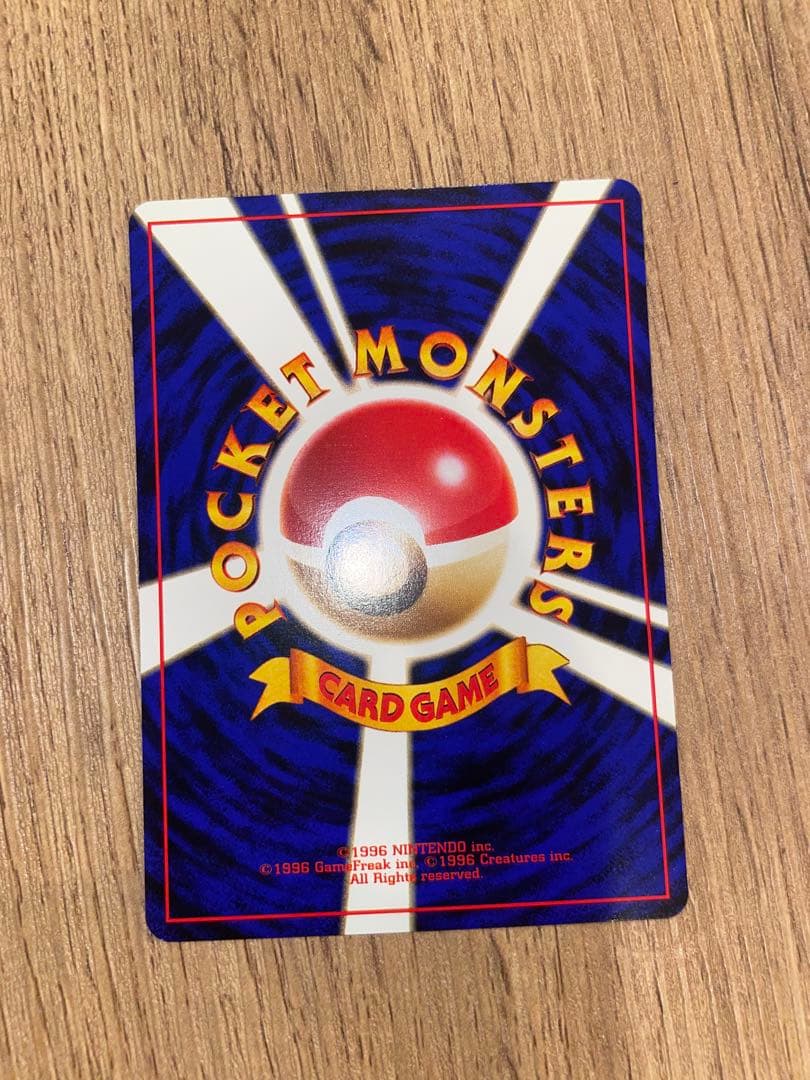 POCKET MONSTERS
CARD GAME
©1996 NINTENDO inc.
©1996 GameFreak inc. ©1996 Creatures inc.
All Rights reserved.